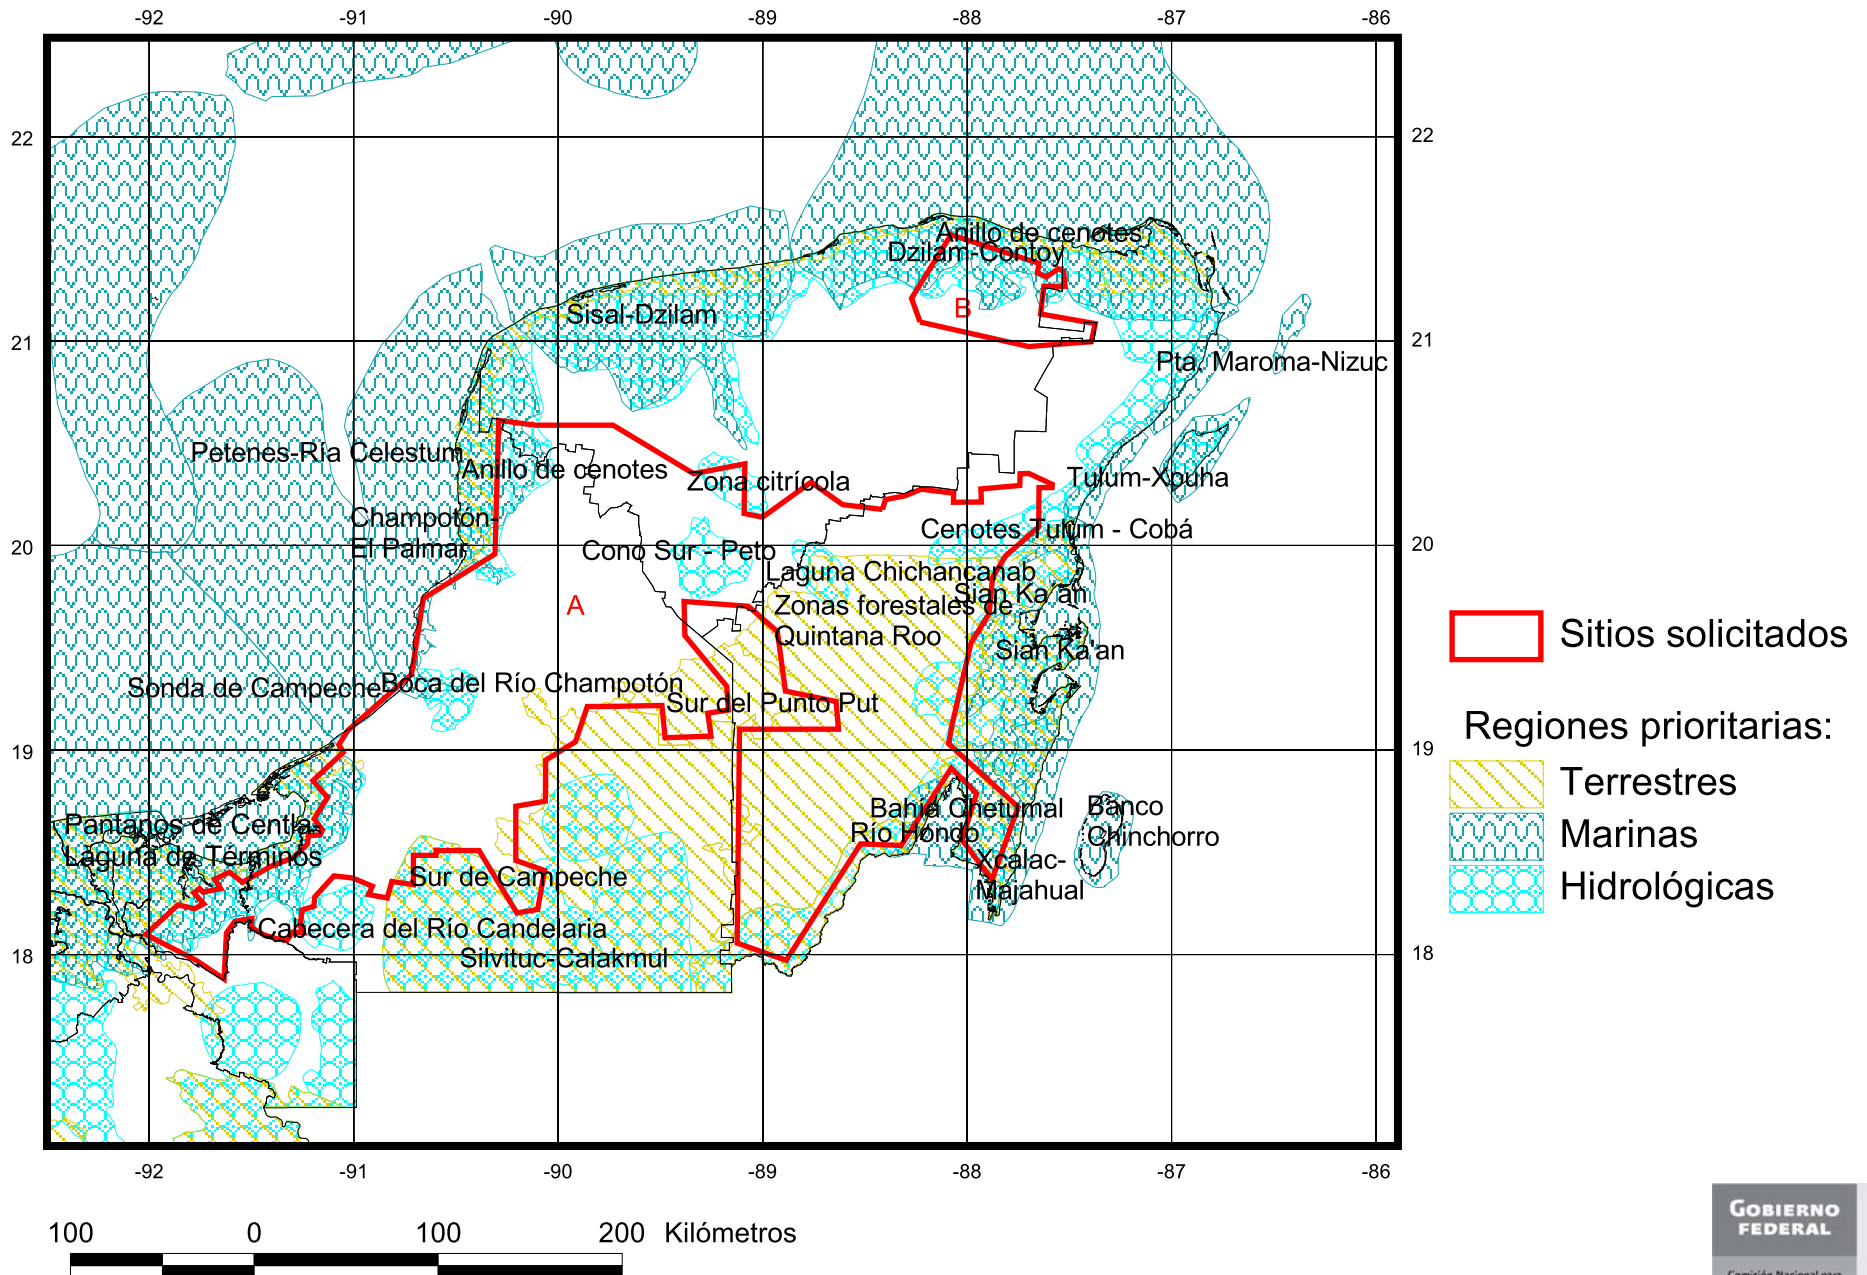 -92 -91 -90 -89 -88 -87 -86
22 22
Anillo de cenotes
Dzilam-Contoy
B
Sisal-Dzilam
21 21
Pta. Maroma-Nizuc
Petenes-Ría Celestum
Anillo de cenotes
Zona citrícola
Tulum-Xpuha
Champotón-
El Palmar
Cenotes Tulum - Cobá
20 20
Cono Sur - Peto
Laguna Chichancanab
Sian Ka'an
A
Zonas forestales de
Quintana Roo
Sian Ka'an
Sitios solicitados
Sonda de Campeche
Boca del Río Champotón
Sur del Punto Put
Regiones prioritarias:
19 19
Terrestres
Marinas
Hidrológicas
Bahia Chetumal
Banco
Chinchorro
Río Hondo
Pantanos de Centla
Laguna de Términos
Xcalac-
Majahual
Sur de Campeche
Cabecera del Río Candelaria
Silvituc-Calakmul
18 18
-92 -91 -90 -89 -88 -87 -86
100 0 100 200 Kilómetros
GOBIERNO
FEDERAL
Comisión Nacional para